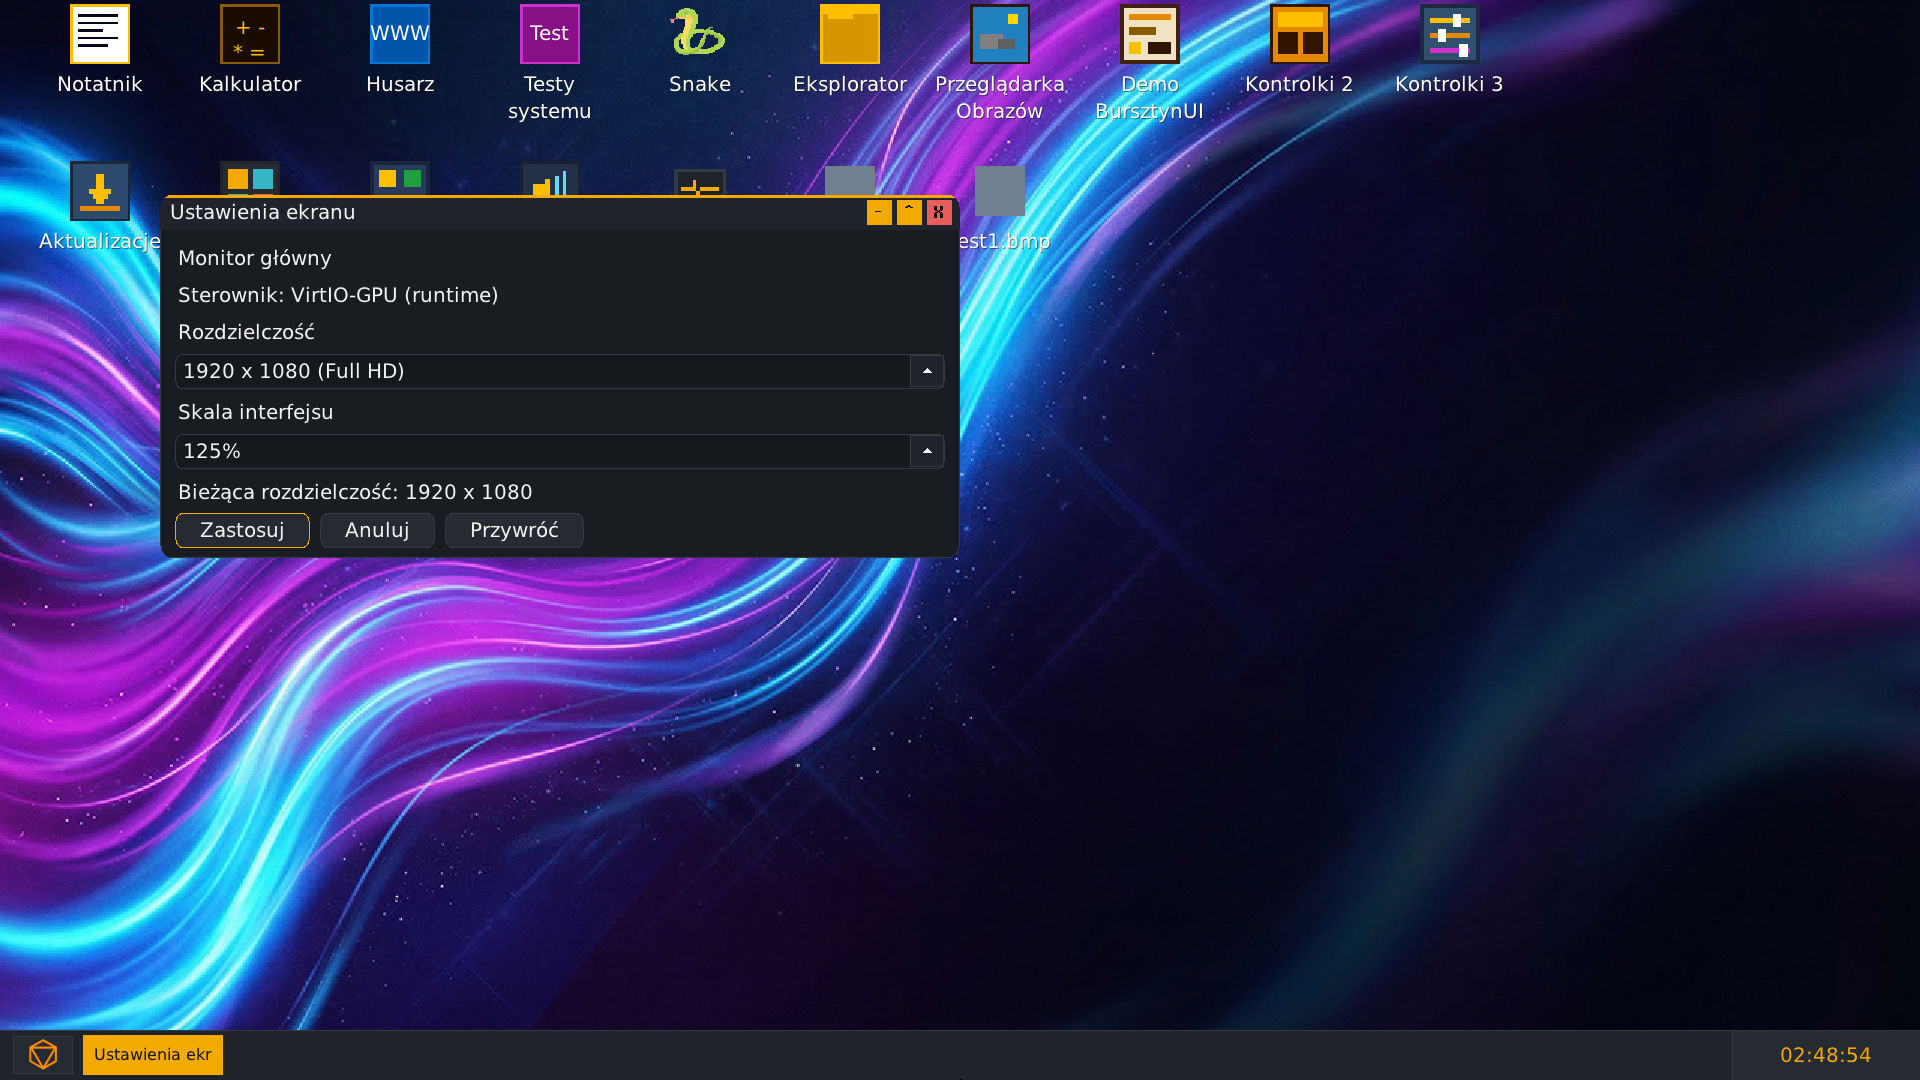 + -
* =
WWW
Test
Notatnik
Kalkulator
Husarz
Testy
systemu
Snake
Eksplorator
Przeglądarka
Obrazów
Demo
BursztynUI
Kontrolki 2
Kontrolki 3
Aktualizacje
est1.bmp
Ustawienia ekranu
Monitor główny
Sterownik: VirtIO-GPU (runtime)
Rozdzielczość
1920 x 1080 (Full HD)
Skala interfejsu
125%
Bieżąca rozdzielczość: 1920 x 1080
Zastosuj
Anuluj
Przywróć
Ustawienia ekr
02:48:54